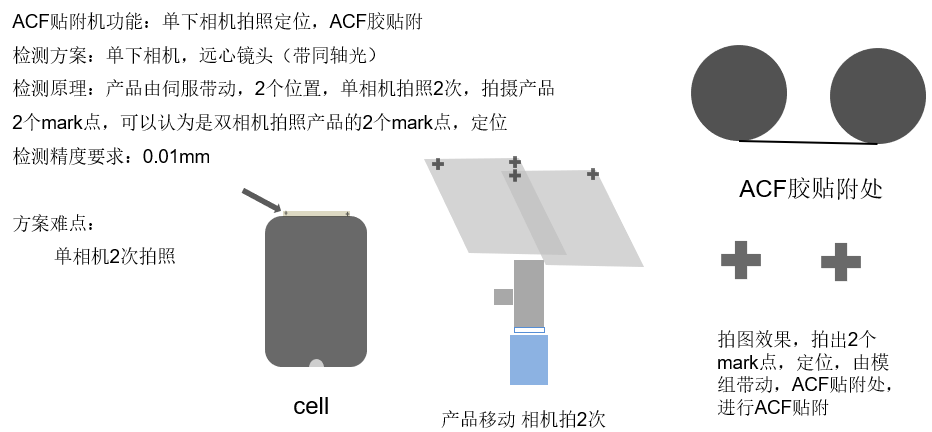 ACF贴附机功能：单下相机拍照定位，ACF胶贴附
检测方案：单下相机，远心镜头（带同轴光）
检测原理：产品由伺服带动，2个位置，单相机拍照2次，拍摄产品
2个mark点，可以认为是双相机拍照产品的2个mark点，定位
检测精度要求：0.01mm
方案难点：
单相机2次拍照
cell
产品移动 相机拍2次
ACF胶贴附处
拍图效果，拍出2个
mark点，定位，由模
组带动，ACF贴附处，
进行ACF贴附